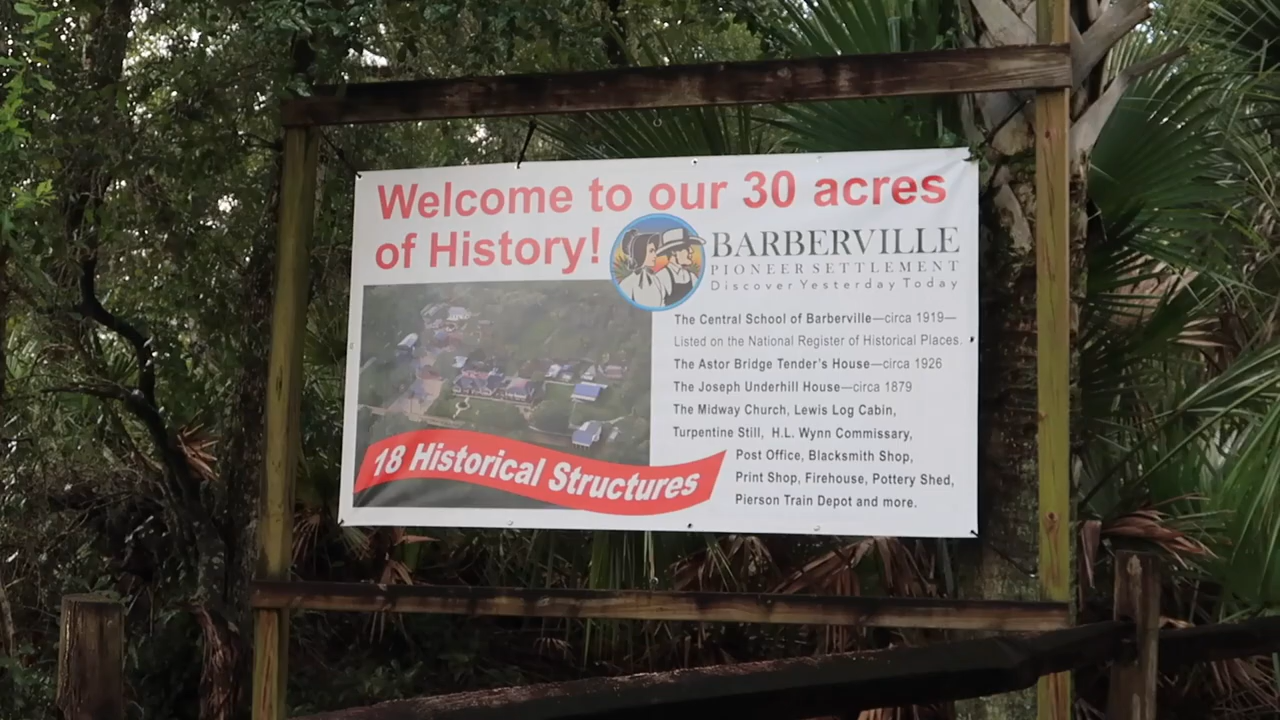 Welcome to our 30 acres
of History!
BARBERVILLE
PIONEER SETTLEMENT
Discover Yesterday Today
The Central School of Barberville—circa 1919—
Listed on the National Register of Historical Places.
The Astor Bridge Tender's House—circa 1926
The Joseph Underhill House—circa 1879
The Midway Church, Lewis Log Cabin,
Turpentine Still, H.L. Wynn Commissary,
Post Office, Blacksmith Shop,
Print Shop, Firehouse, Pottery Shed,
Pierson Train Depot and more.
18 Historical Structures